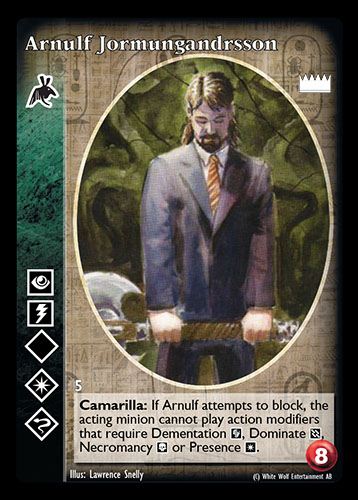 Arnulf Jormungandrsson
5
Camarilla: If Arnulf attempts to block, the
acting minion cannot play action modifiers
that require Dementation, Dominate,
Necromancy or Presence.
8
Illus: Lawrence Snelly
(C) White Wolf Entertainment AB